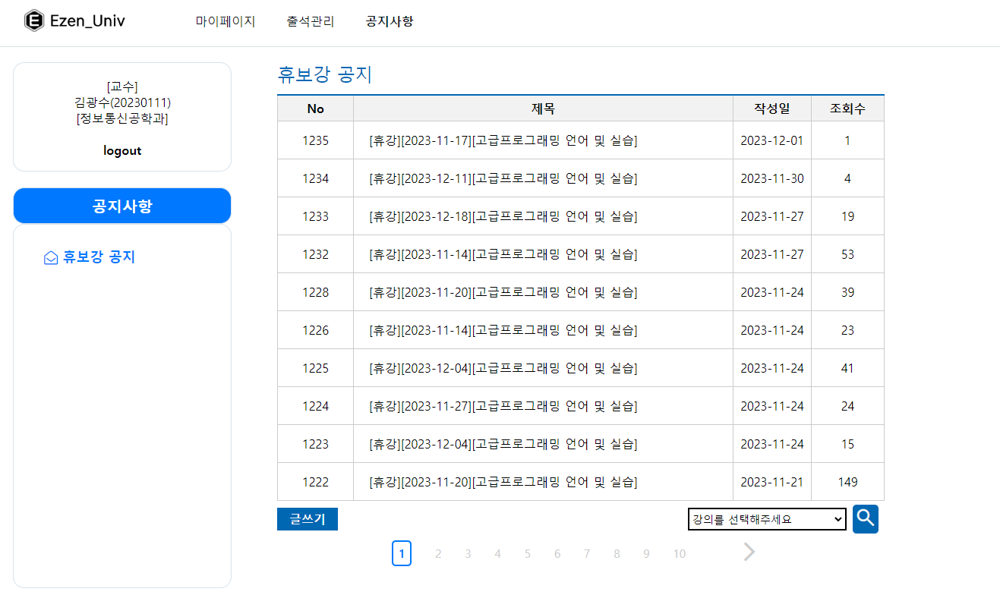 Ezen_Univ 마이페이지 출석관리 공지사항
[교수]
김광수(20230111)
[정보통신공학과]
logout
공지사항
휴보강 공지
휴보강 공지
No 제목 작성일 조회수
1235 [휴강][2023-11-17][고급프로그래밍 언어 및 실습] 2023-12-01 1
1234 [휴강][2023-12-11][고급프로그래밍 언어 및 실습] 2023-11-30 4
1233 [휴강][2023-12-18][고급프로그래밍 언어 및 실습] 2023-11-27 19
1232 [휴강][2023-11-14][고급프로그래밍 언어 및 실습] 2023-11-27 53
1228 [휴강][2023-11-20][고급프로그래밍 언어 및 실습] 2023-11-24 39
1226 [휴강][2023-11-14][고급프로그래밍 언어 및 실습] 2023-11-24 23
1225 [휴강][2023-12-04][고급프로그래밍 언어 및 실습] 2023-11-24 41
1224 [휴강][2023-11-27][고급프로그래밍 언어 및 실습] 2023-11-24 24
1223 [휴강][2023-12-04][고급프로그래밍 언어 및 실습] 2023-11-24 15
1222 [휴강][2023-11-20][고급프로그래밍 언어 및 실습] 2023-11-21 149
글쓰기 강의를 선택해주세요
1 2 3 4 5 6 7 8 9 10